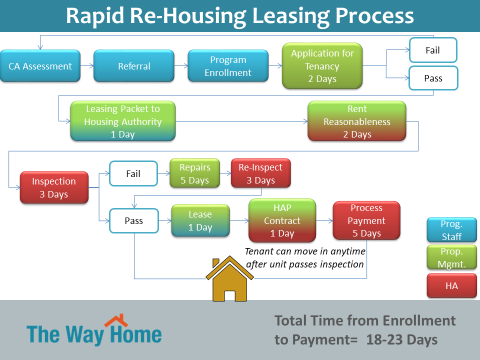 Rapid Re-Housing Leasing Process
CA Assessment
Referral
Program
Enrollment
Application for
Tenancy
2 Days
Fail
Pass
Leasing Packet to
Housing Authority
1 Day
Rent
Reasonableness
2 Days
Inspection
3 Days
Fail
Repairs
5 Days
Re-Inspect
3 Days
Pass
Lease
1 Day
HAP
Contract
1 Day
Process
Payment
5 Days
Tenant can move in anytime
after unit passes inspection
Prog.
Staff
Prop.
Mgmt.
HA
The Way Home
Total Time from Enrollment
to Payment= 18-23 Days